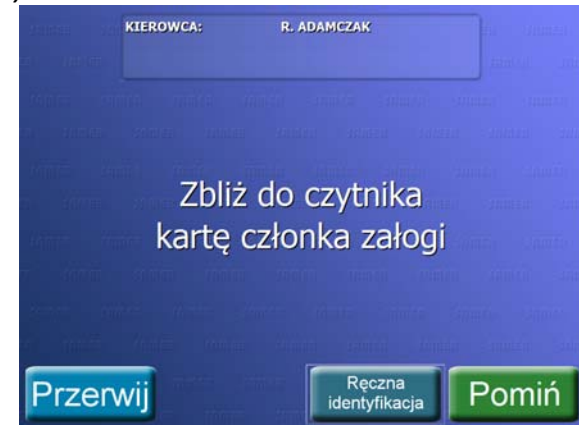 )
KIEROWCA: R. ADAMCZAK
Zbliż do czytnika
kartę członka załogi
Przerwij
Ręczna
identyfikacja
Pomiń